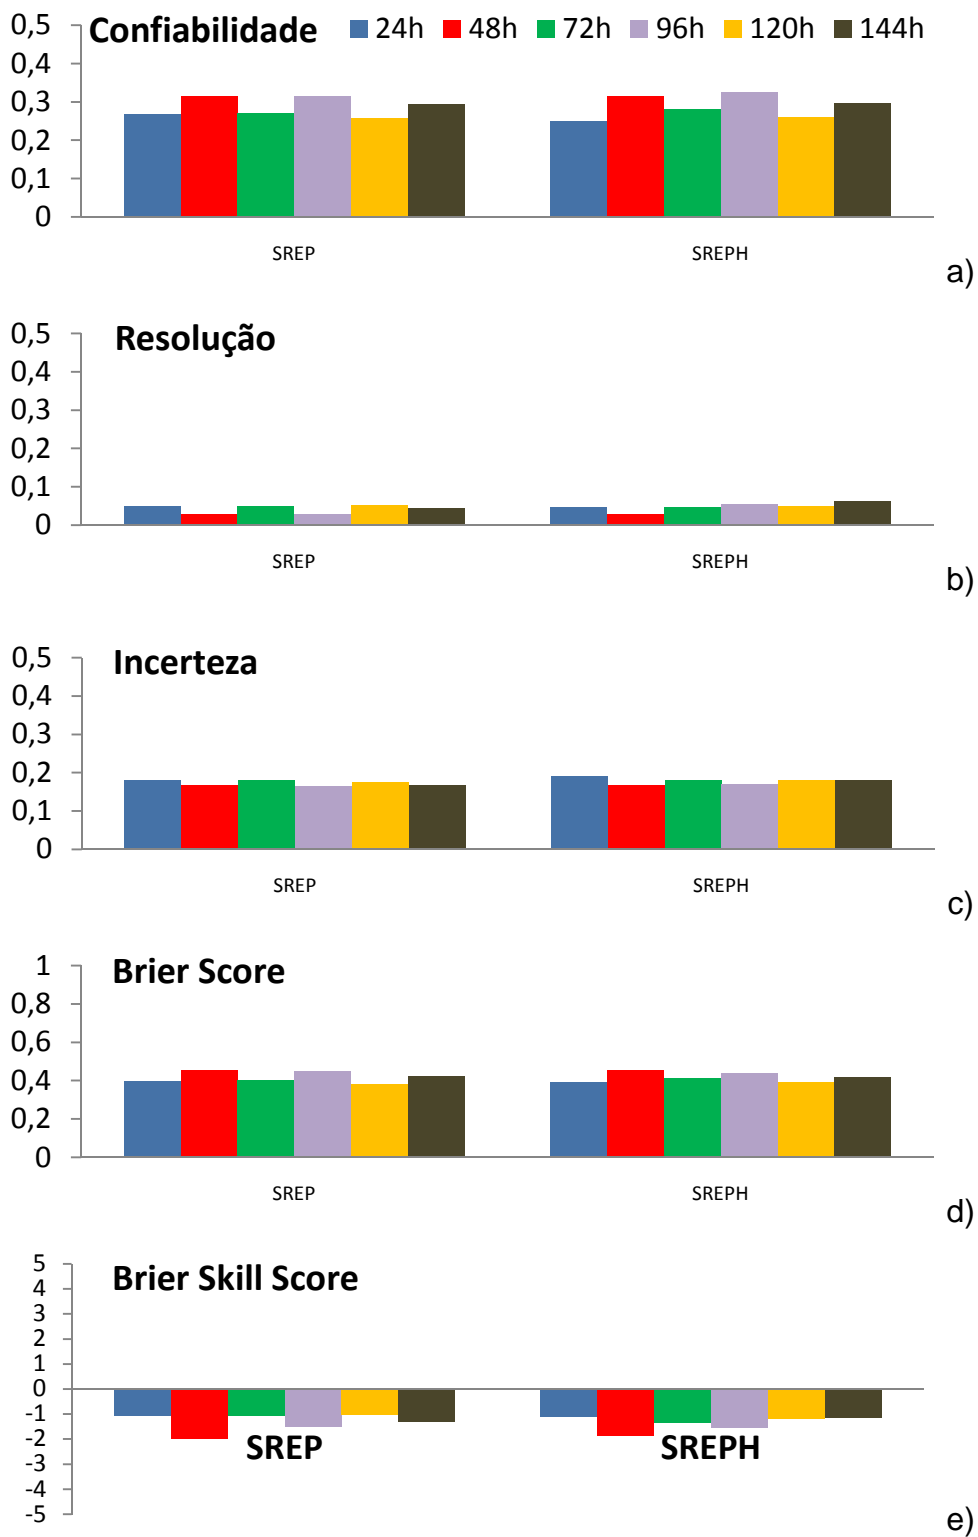 Confiabilidade 24h 48h 72h 96h 120h 144h
0,5
0,4
0,3
0,2
0,1
0
SREP SREPH
a)
Resolução
0,5
0,4
0,3
0,2
0,1
0
SREP SREPH
b)
Incerteza
0,5
0,4
0,3
0,2
0,1
0
SREP SREPH
c)
Brier Score
1
0,8
0,6
0,4
0,2
0
SREP SREPH
d)
Brier Skill Score
5
4
3
2
1
0
-1
-2
-3
-4
-5
SREP SREPH
e)